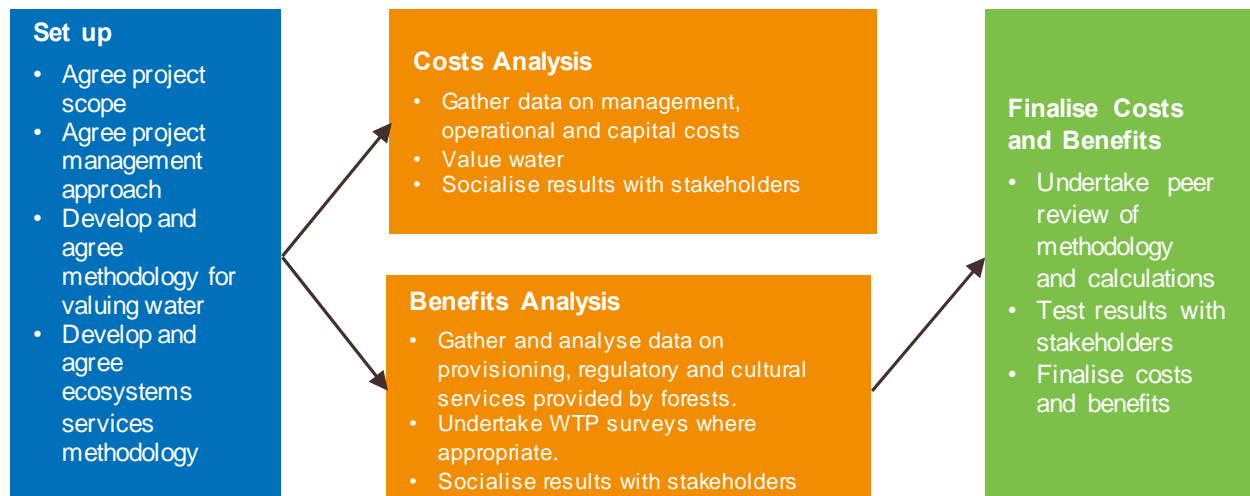 Set up
• Agree project
scope
• Agree project
management
approach
• Develop and
agree
methodology for
valuing water
• Develop and
agree
ecosystems
services
methodology
Costs Analysis
• Gather data on management,
operational and capital costs
• Value water
• Socialise results with stakeholders
Benefits Analysis
• Gather and analyse data on
provisioning, regulatory and cultural
services provided by forests.
• Undertake WTP surveys where
appropriate.
• Socialise results with stakeholders
Finalise Costs
and Benefits
• Undertake peer
review of
methodology
and calculations
• Test results with
stakeholders
• Finalise costs
and benefits